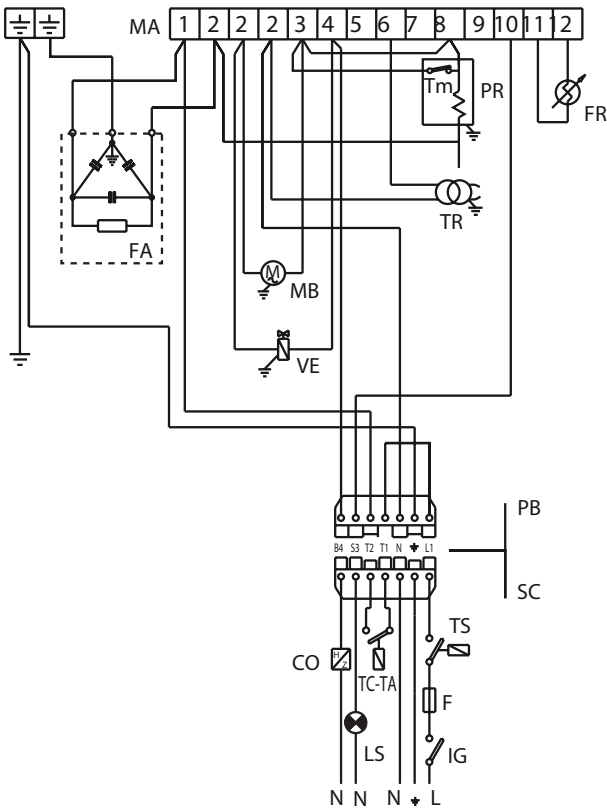 MA 1 2 2 2 3 4 5 6 7 8 9 10 11 12
Tm PR
FR
TR
FA
MB
VE
PB
B4 S3 T2 T1 N L1
SC
TS
H
Z
CO
TC-TA
F
LS
IG
N N N L